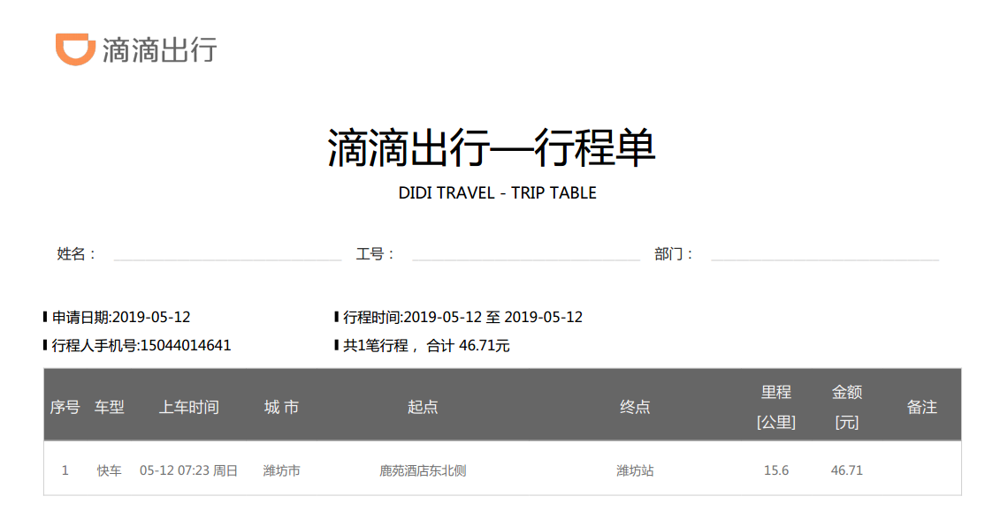 滴滴出行
滴滴出行—行程单
DIDI TRAVEL - TRIP TABLE
姓名： 工号： 部门：
申请日期:2019-05-12 行程时间:2019-05-12 至 2019-05-12
行程人手机号:15044014641 共1笔行程，合计 46.71元
序号 车型 上车时间 城 市 起点 终点 里程 [公里] 金额 [元] 备注
1 快车 05-12 07:23 周日 潍坊市 鹿苑酒店东北侧 潍坊站 15.6 46.71